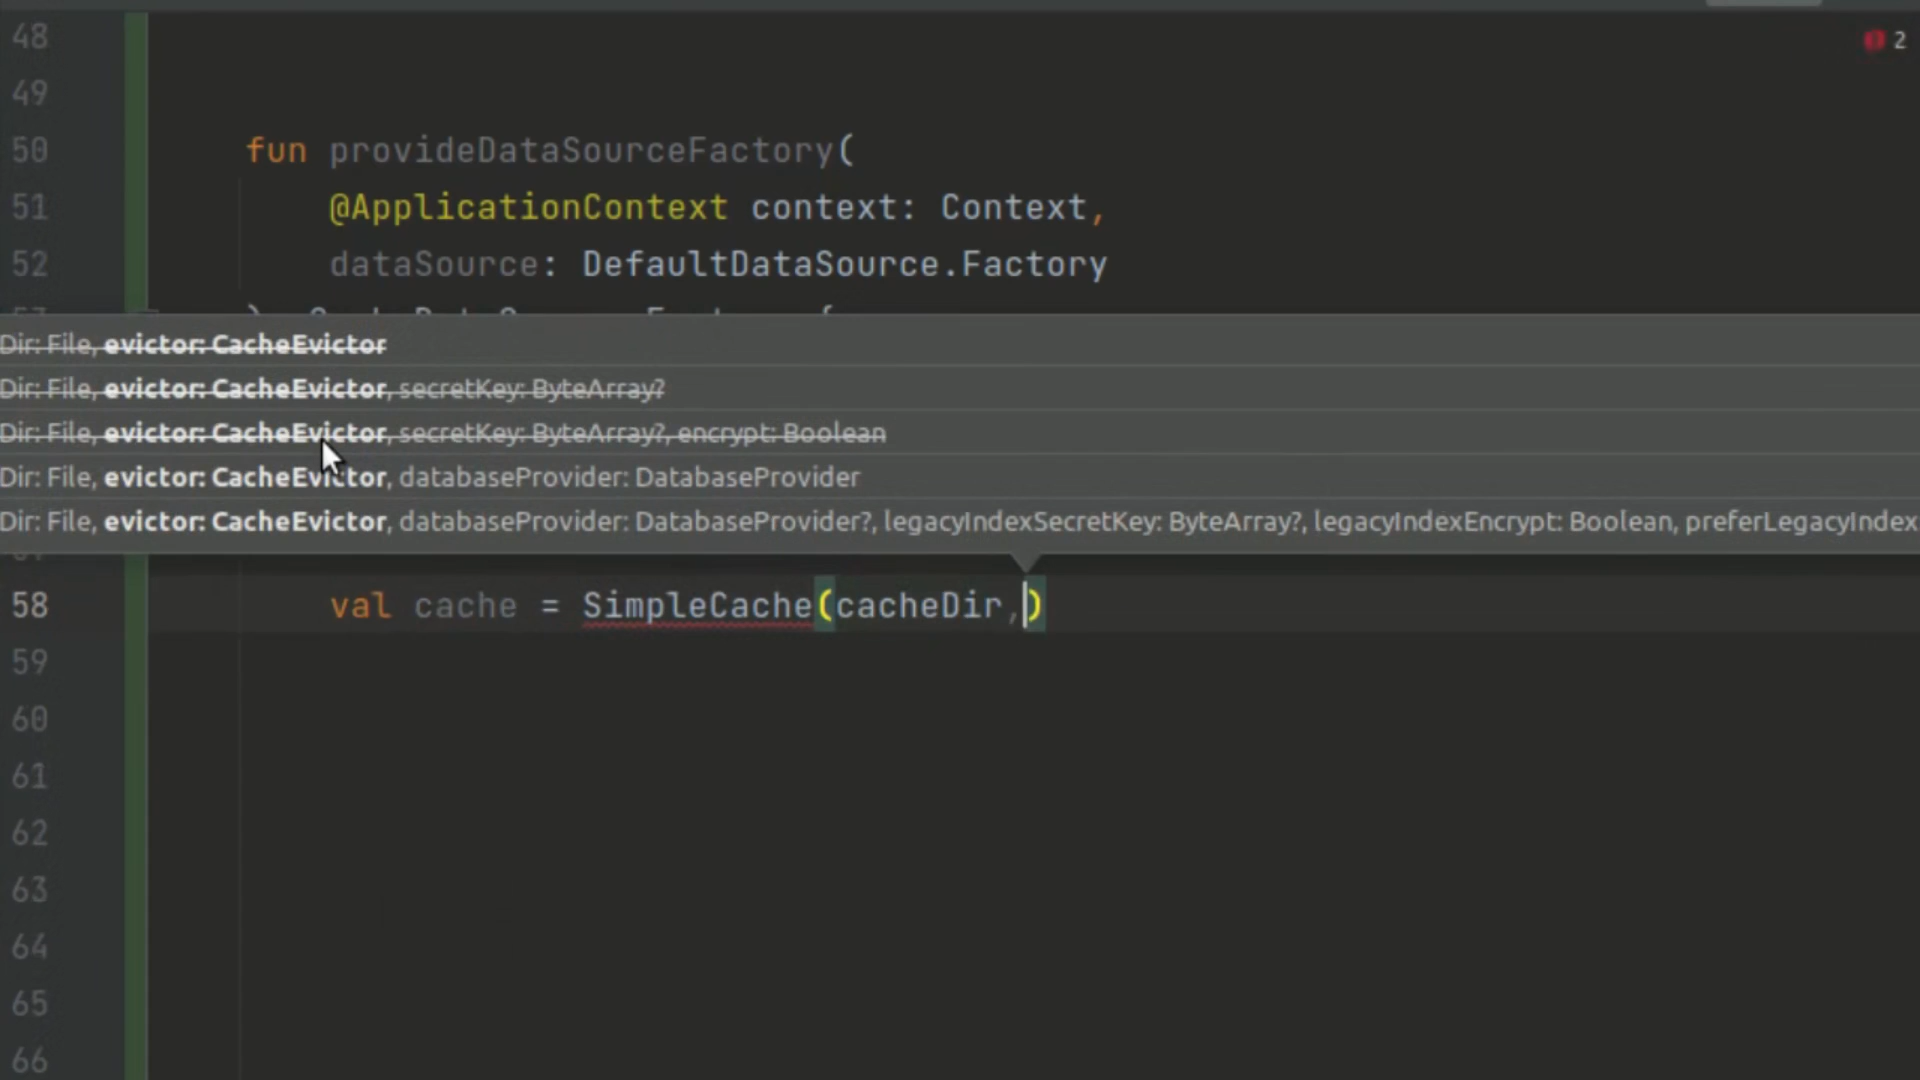 48
2
49
50 fun provideDataSourceFactory(
51 @ApplicationContext context: Context,
52 dataSource: DefaultDataSource.Factory
Dir: File, evictor: CacheEvictor
Dir: File, evictor: CacheEvictor, secretKey: ByteArray?
Dir: File, evictor: CacheEvictor, secretKey: ByteArray?, encrypt: Boolean
Dir: File, evictor: CacheEvictor, databaseProvider: DatabaseProvider
Dir: File, evictor: CacheEvictor, databaseProvider: DatabaseProvider?, legacyIndexSecretKey: ByteArray?, legacyIndexEncrypt: Boolean, preferLegacyIndex
58 val cache = SimpleCache(cacheDir,)
59
60
61
62
63
64
65
66